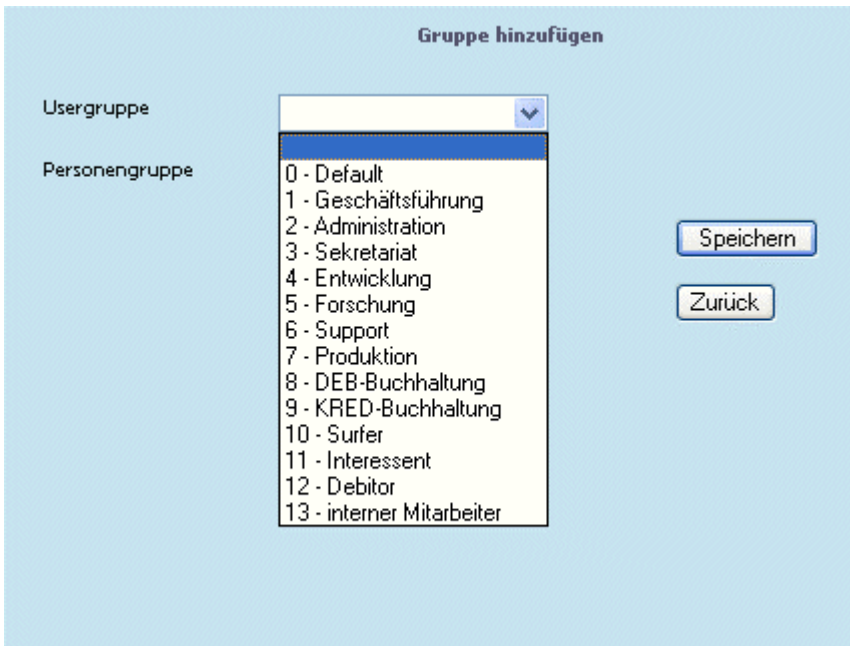 Gruppe hinzufügen
Usergruppe
Personengruppe
0 - Default
1 - Geschäftsführung
2 - Administration
3 - Sekretariat
4 - Entwicklung
5 - Forschung
6 - Support
7 - Produktion
8 - DEB-Buchhaltung
9 - KRED-Buchhaltung
10 - Surfer
11 - Interessent
12 - Debitor
13 - interner Mitarbeiter
Speichern
Zurück